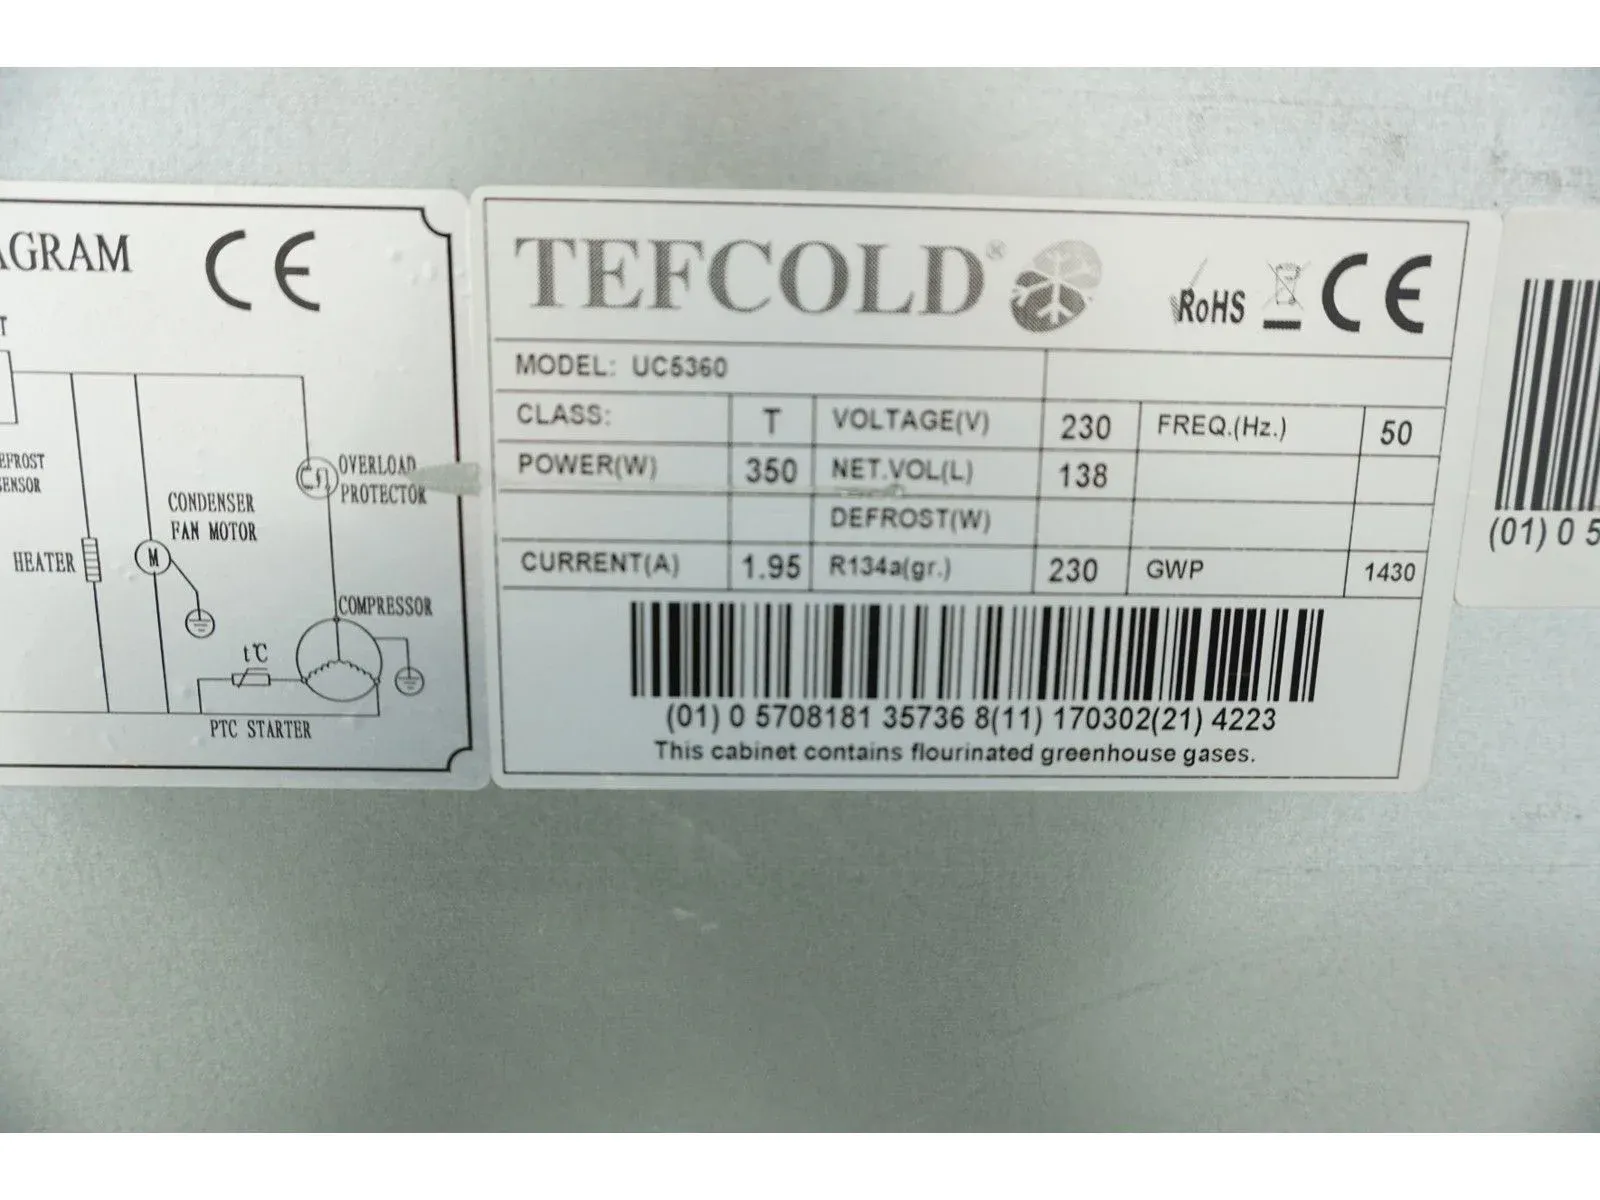 AGRAM CE
T
EFROST
ENSOR
CONDENSER
FAN MOTOR
OVERLOAD
PROTECTOR
HEATER
M
COMPRESSOR
t℃
PTC STARTER
TEFCOLD® RoHS CE
MODEL: UC5360
CLASS: T VOLTAGE(V) 230 FREQ.(Hz.) 50
POWER(W) 350 NET.VOL(L) 138
DEFROST(W)
CURRENT(A) 1.95 R134a(gr.) 230 GWP 1430
(01) 0 5708181 35736 8(11) 170302(21) 4223
This cabinet contains flourinated greenhouse gases.
(01) 0 5